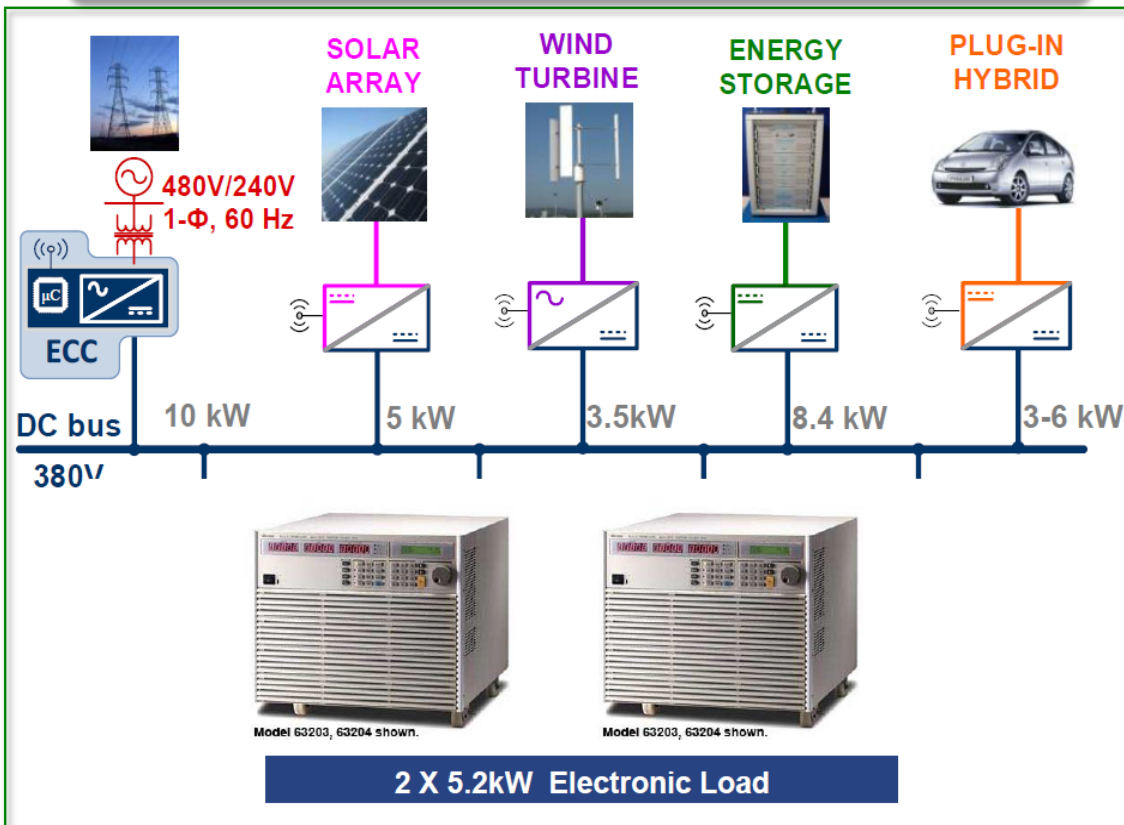 SOLAR
ARRAY
WIND
TURBINE
ENERGY
STORAGE
PLUG-IN
HYBRID
480V/240V
1-Φ, 60 Hz
μC
ECC
10 kW
5 kW
3.5kW
8.4 kW
3-6 kW
DC bus
380V
Model 63203, 63204 shown.
Model 63203, 63204 shown.
2 X 5.2kW Electronic Load